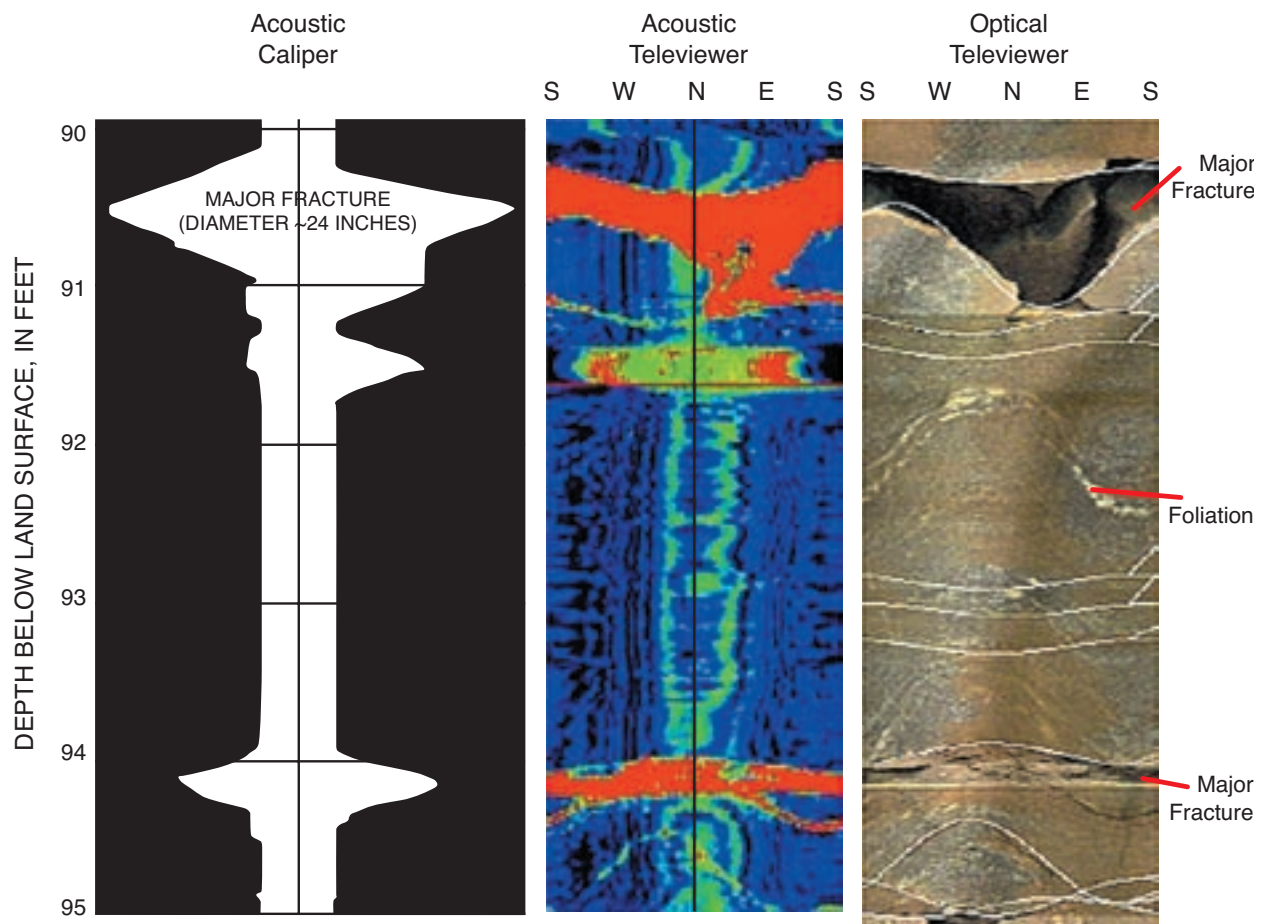 Acoustic
Caliper
Acoustic
Televiewer
Optical
Televiewer
S W N E S
S W N E S
DEPTH BELOW LAND SURFACE, IN FEET
90
91
92
93
94
95
MAJOR FRACTURE
(DIAMETER ~24 INCHES)
Major
Fracture
Foliation
Major
Fracture